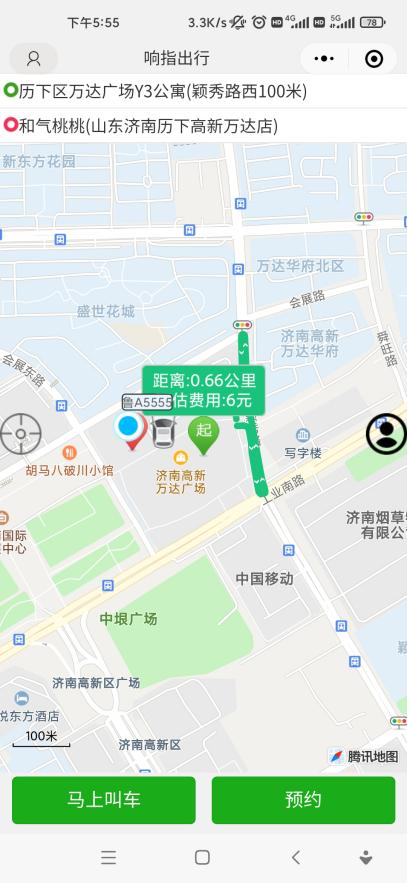 下午5:55
3.3K/s
4G
HD
5G
78
响指出行
历下区万达广场Y3公寓(颖秀路西100米)
和气桃桃(山东济南历下高新万达店)
新东方花园
万达华府北区
会展路
盛世花城
济南高新
万达华府
舜旺路
会展东路
距离:0.66公里
估费用:6元
鲁A5555
起
写字楼
胡马八破川小馆
济南高新
万达广场
工业南路
国际
中心
济南烟草
有限公
中国移动
中垠广场
济南高新区广场
悦东方酒店
100米
济南高新区
腾讯地图
马上叫车
预约